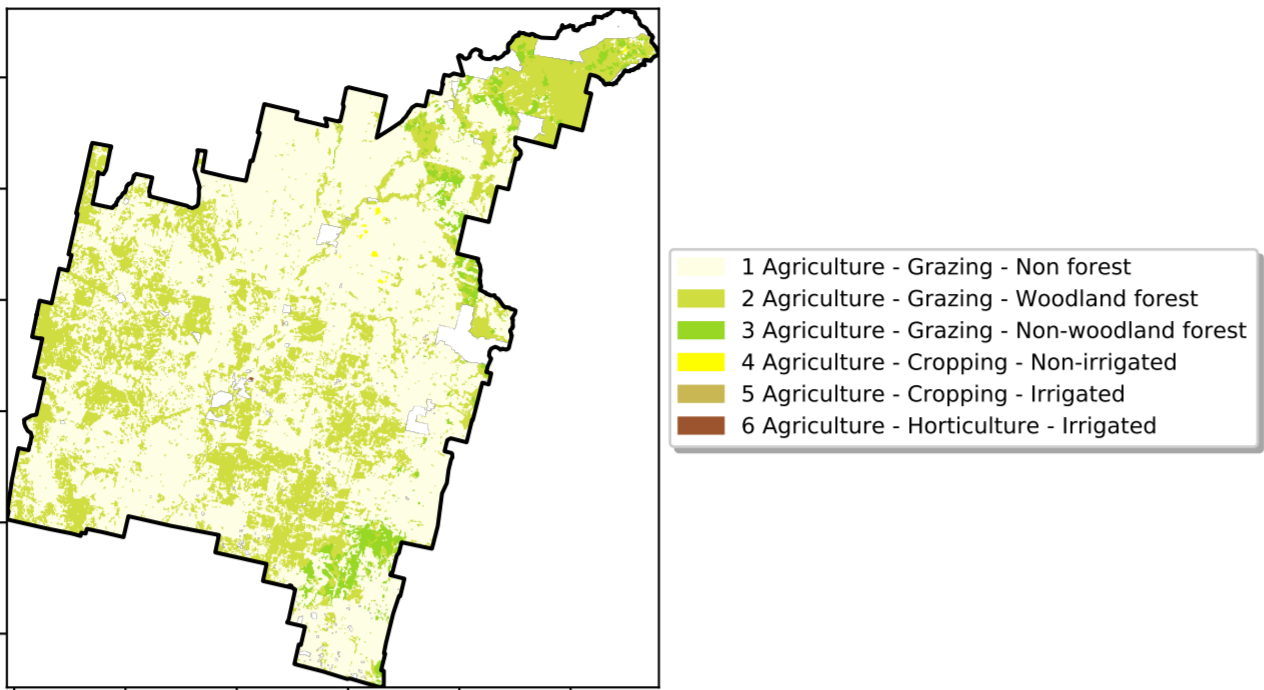 1 Agriculture - Grazing - Non forest
2 Agriculture - Grazing - Woodland forest
3 Agriculture - Grazing - Non-woodland forest
4 Agriculture - Cropping - Non-irrigated
5 Agriculture - Cropping - Irrigated
6 Agriculture - Horticulture - Irrigated